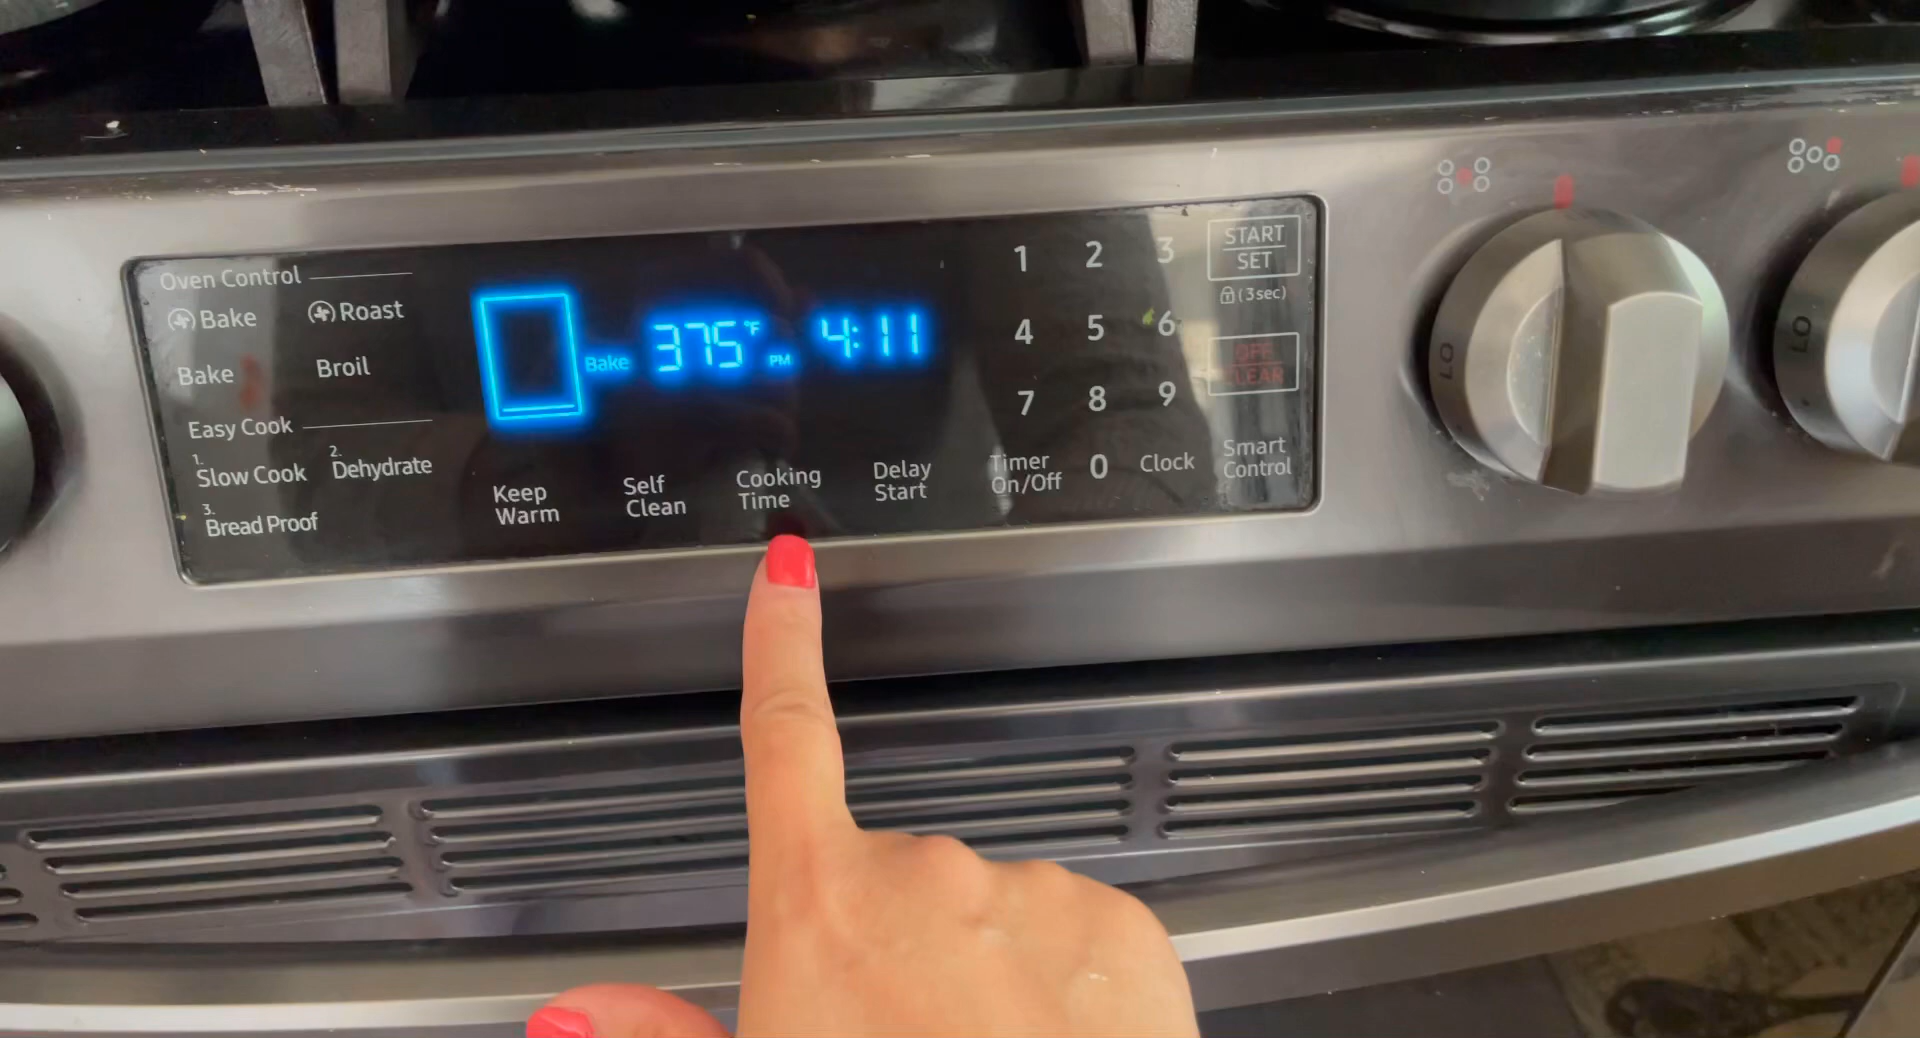 Oven Control
Bake Roast
Bake Broil
Easy Cook
1. Slow Cook 2. Dehydrate
3. Bread Proof
Bake 375°F PM 4:11
Keep Warm
Self Clean
Cooking Time
Delay Start
1 2 3
4 5 6
7 8 9
Timer On/Off 0 Clock
START
SET
(3sec)
OFF
CLEAR
Smart
Control
LO
LO